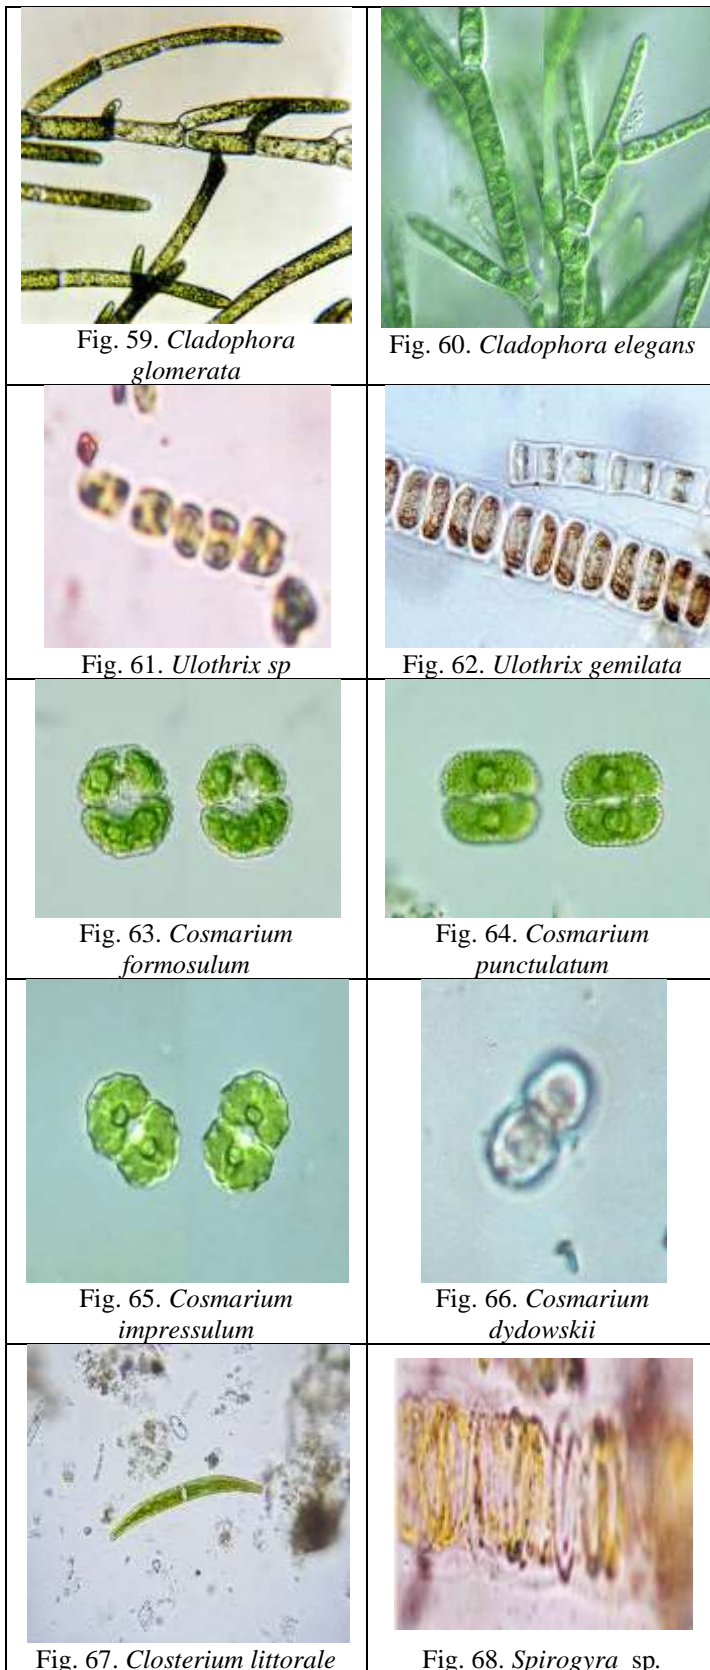 Fig. 59. Cladophora
glomerata
Fig. 60. Cladophora elegans
Fig. 61. Ulothrix sp
Fig. 62. Ulothrix gemilata
Fig. 63. Cosmarium
formosulum
Fig. 64. Cosmarium
punctulatum
Fig. 65. Cosmarium
impressulum
Fig. 66. Cosmarium
dydowskii
Fig. 67. Closterium littorale
Fig. 68. Spirogyra sp.